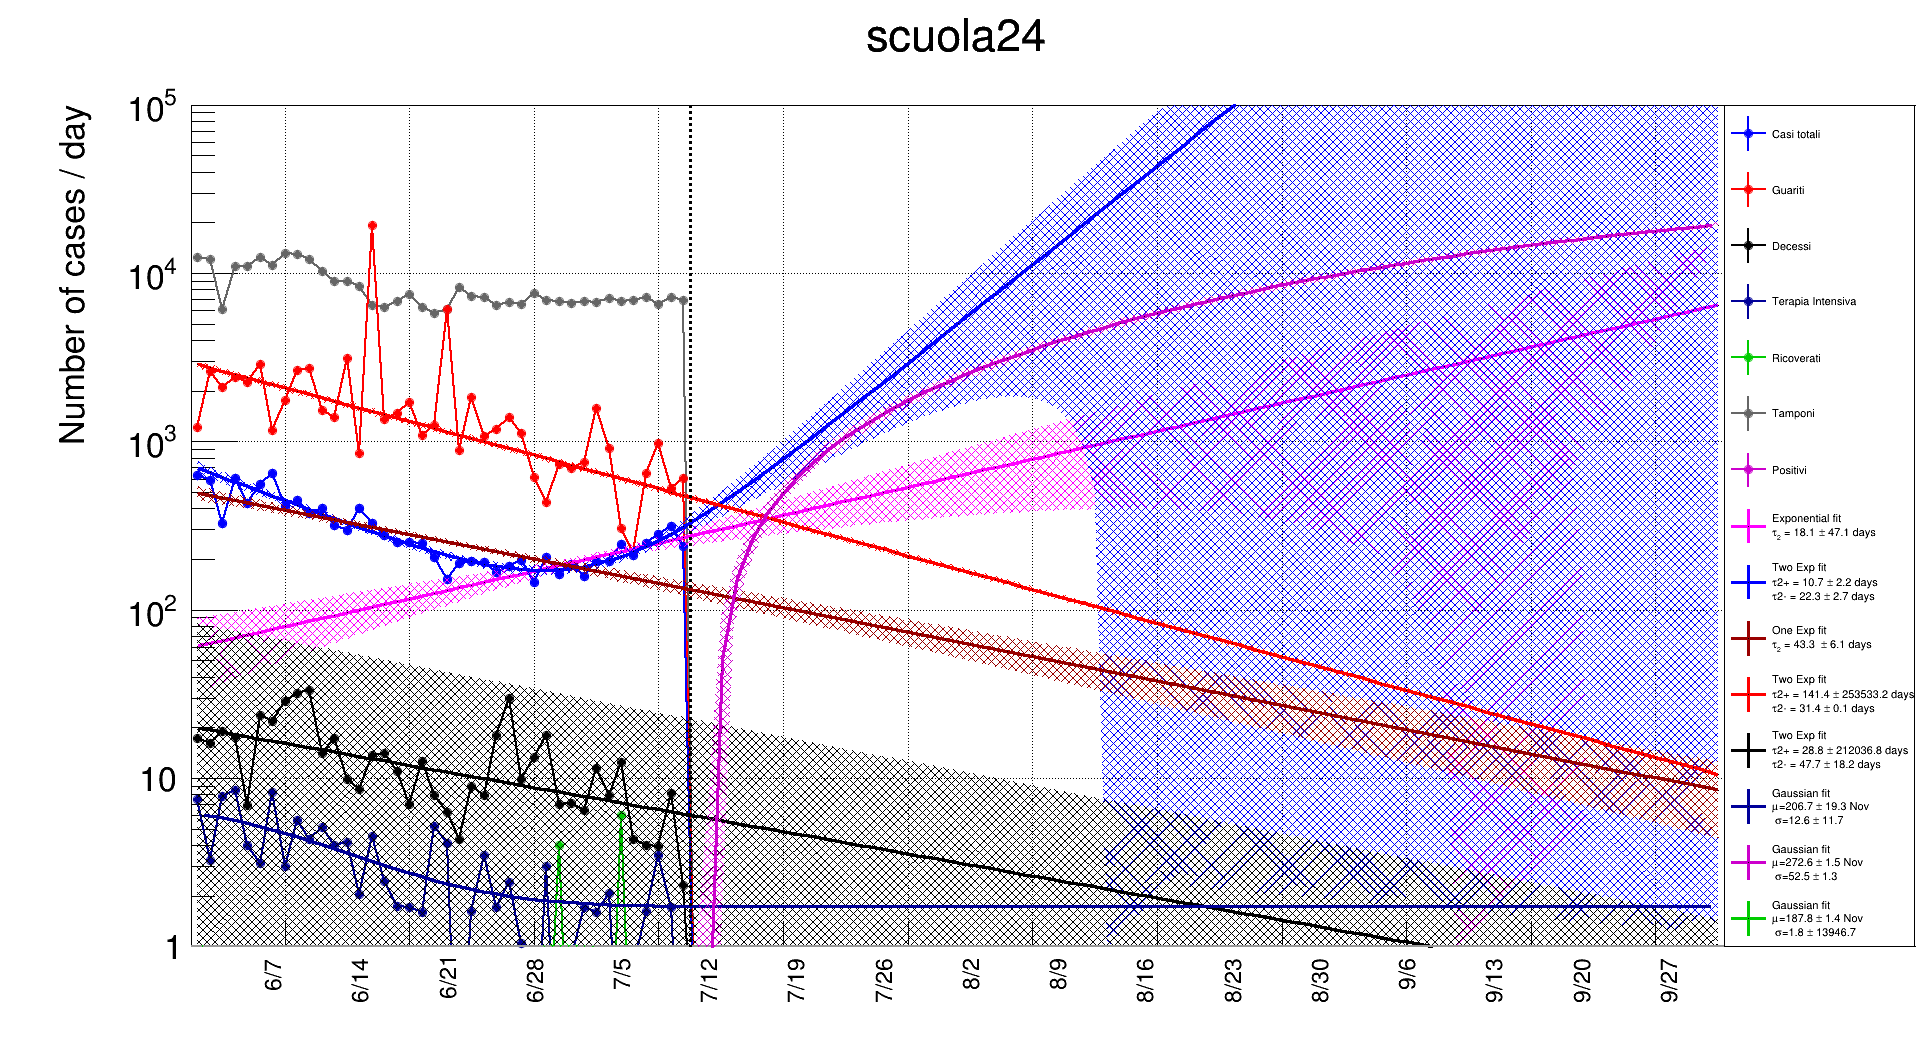 scuola24
Number of cases / day
10^5
10^4
10^3
10^2
10
1
6/7
6/14
6/21
6/28
7/5
7/12
7/19
7/26
8/2
8/9
8/16
8/23
8/30
9/6
9/13
9/20
9/27
Casi totali
Guariti
Decessi
Terapia Intensiva
Ricoverati
Tamponi
Positivi
Exponential fit
τ₂ = 18.1 ± 47.1 days
Two Exp fit
τ2+ = 10.7 ± 2.2 days
τ2- = 22.3 ± 2.7 days
One Exp fit
τ₂ = 43.3 ± 6.1 days
Two Exp fit
τ2+ = 141.4 ± 253533.2 days
τ2- = 31.4 ± 0.1 days
Two Exp fit
τ2+ = 28.8 ± 212036.8 days
τ2- = 47.7 ± 18.2 days
Gaussian fit
μ=206.7 ± 19.3 Nov
σ=12.6 ± 11.7
Gaussian fit
μ=272.6 ± 1.5 Nov
σ=52.5 ± 1.3
Gaussian fit
μ=187.8 ± 1.4 Nov
σ=1.8 ± 13946.7